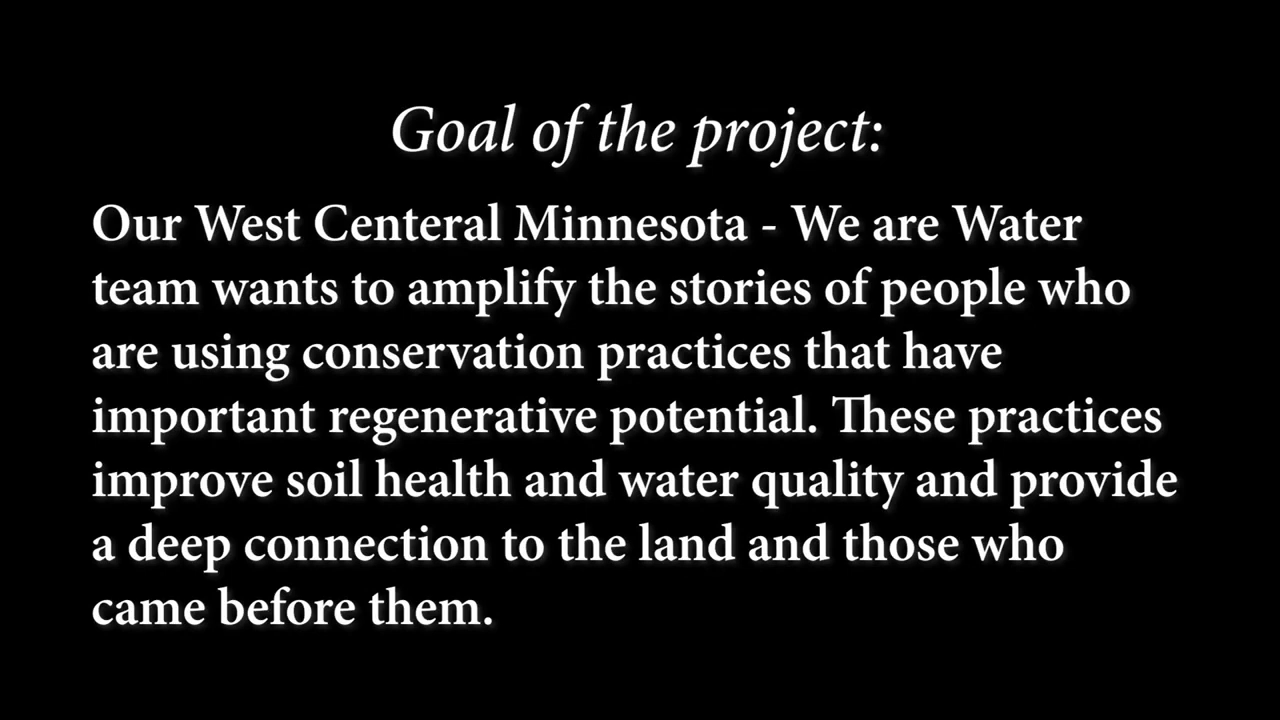 Goal of the project:
Our West Centeral Minnesota - We are Water
team wants to amplify the stories of people who
are using conservation practices that have
important regenerative potential. These practices
improve soil health and water quality and provide
a deep connection to the land and those who
came before them.